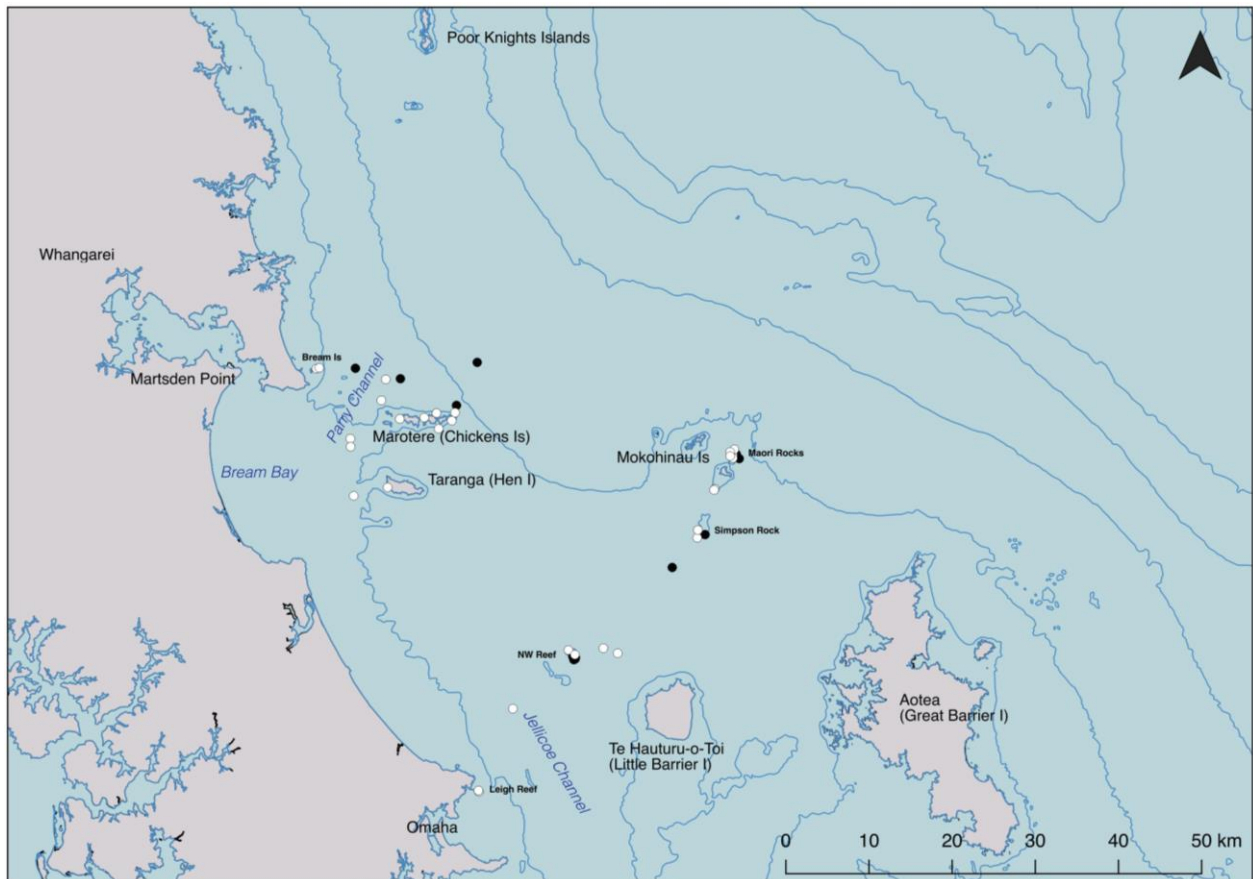 Poor Knights Islands
Whangarei
Bream Is
Martsden Point
Parry Channel
Marotere (Chickens Is)
Mokohinau Is
Maori Rocks
Bream Bay
Taranga (Hen I)
Simpson Rock
NW Reef
Aotea
(Great Barrier I)
Jellicoe Channel
Te Hauturu-o-Toi
(Little Barrier I)
Leigh Reef
Omaha
0 10 20 30 40 50 km